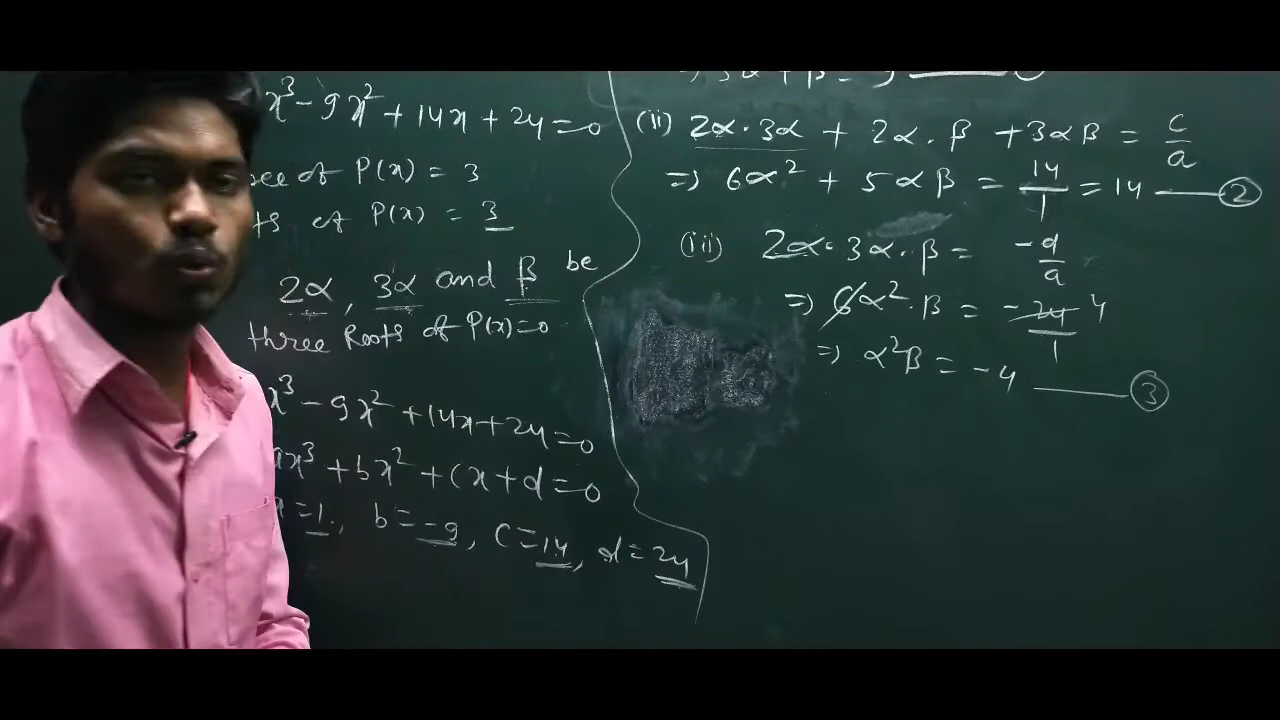 x³ - 9x² + 14x + 24 = 0
ee of P(x) = 3
ts of P(x) = 3
2α, 3α and β be
three Roots of P(x)=0
x³ - 9x² + 14x + 24 = 0
ax³ + bx² + cx + d = 0
a = 1, b = -9, c = 14, d = 24
(ii) 2α·3α + 2α·β + 3αβ = c/a
⇒ 6α² + 5αβ = 14/1 = 14 —— ②
(iii) 2α·3α·β = -d/a
⇒ 6α²·β = -24/1 4
⇒ α²β = -4 —— ③